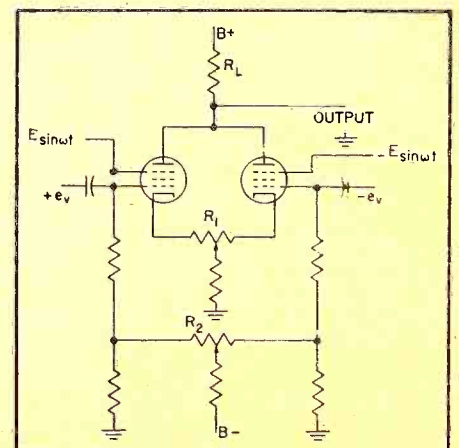 B+
R_L
OUTPUT
E sinωt
- E sinωt
+e_v
-e_v
R_1
R_2
B-